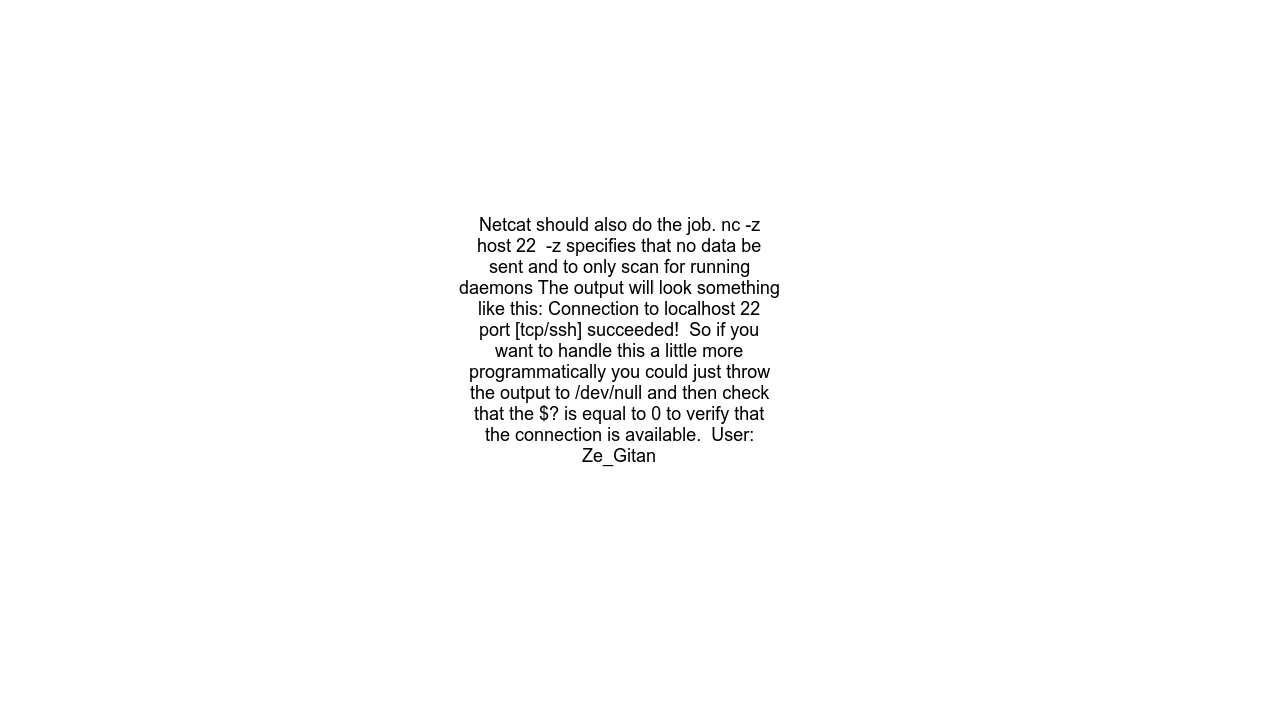 Netcat should also do the job. nc -z
host 22  -z specifies that no data be
sent and to only scan for running
daemons The output will look something
like this: Connection to localhost 22
port [tcp/ssh] succeeded!  So if you
want to handle this a little more
programmatically you could just throw
the output to /dev/null and then check
that the $? is equal to 0 to verify that
the connection is available.  User:
Ze_Gitan